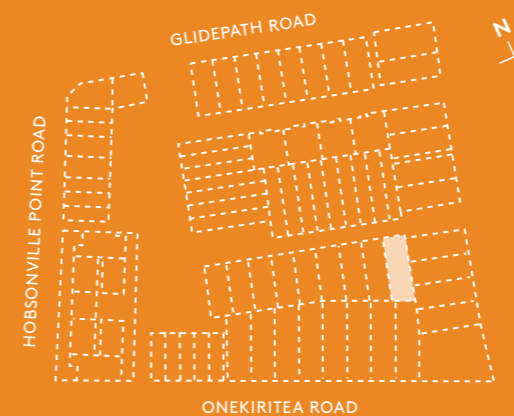 GLIDEPATH ROAD
N
HOBSONVILLE POINT ROAD
ONEKIRITEA ROAD